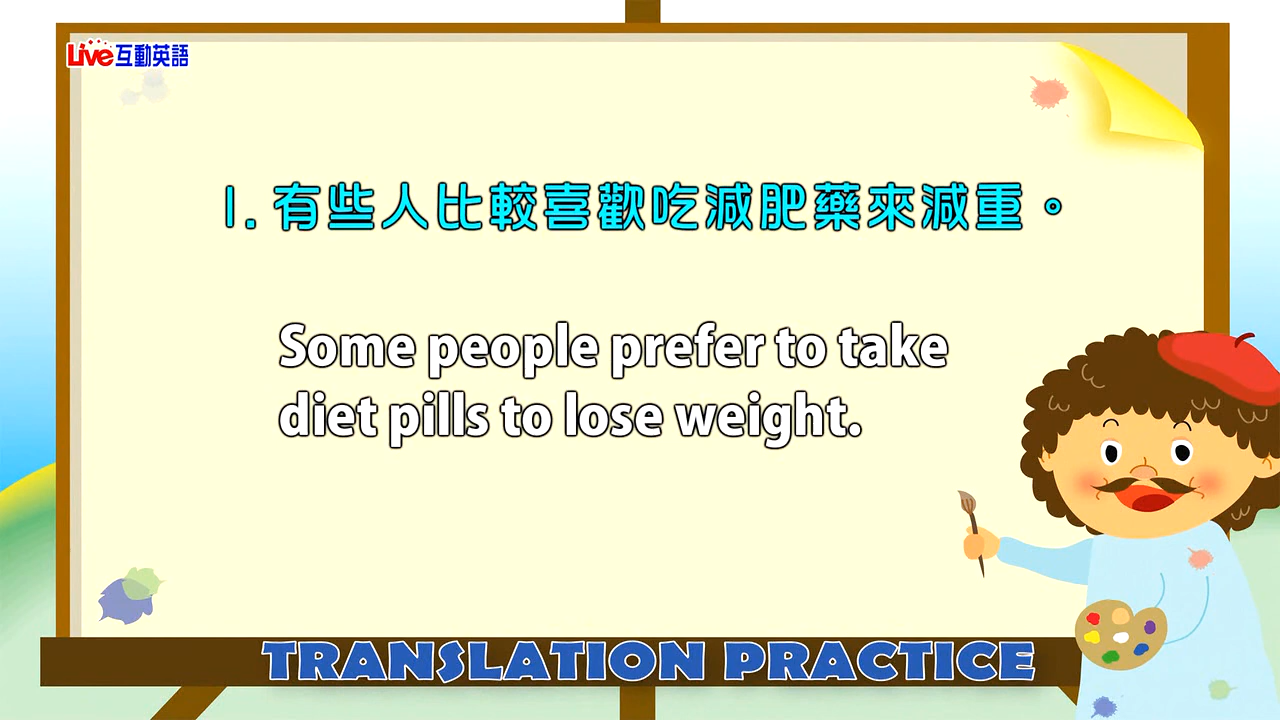 Live互動英語
1. 有些人比較喜歡吃減肥藥來減重。
Some people prefer to take
diet pills to lose weight.
TRANSLATION PRACTICE